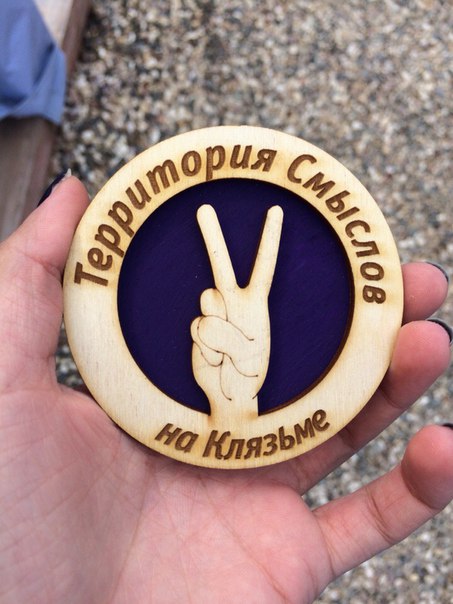 Территория Смыслов
на Клязьме